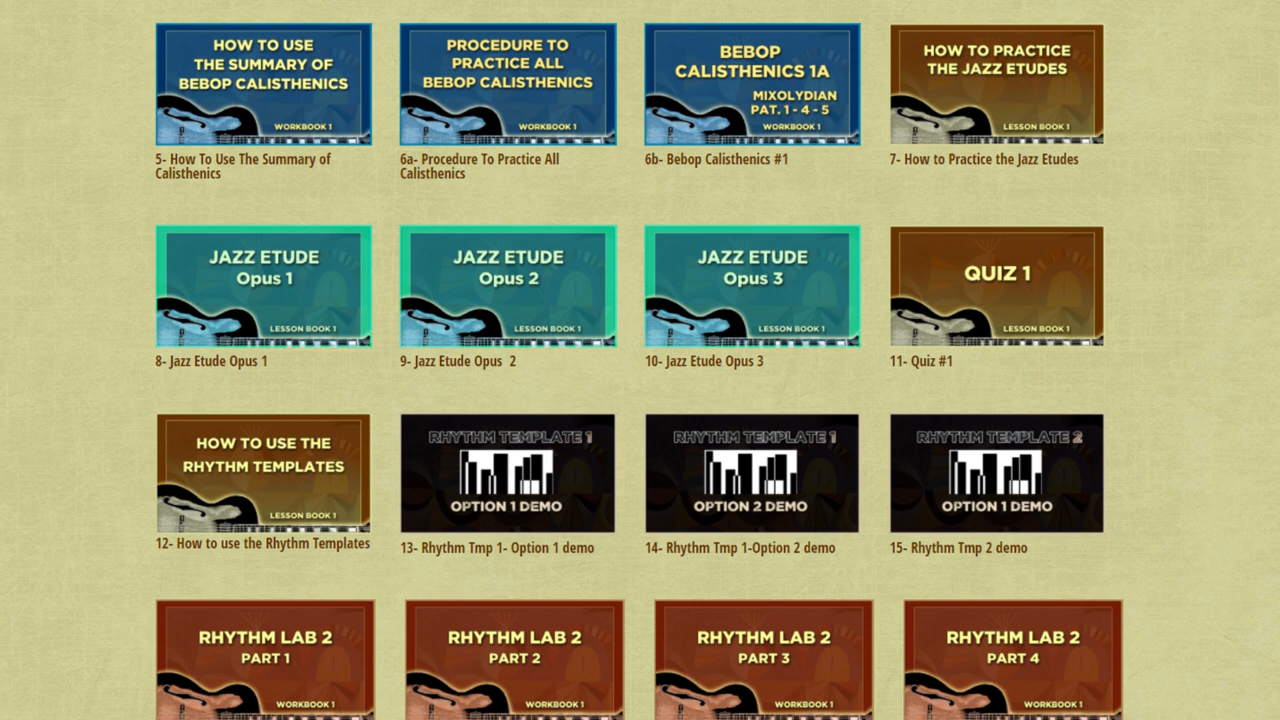 HOW TO USE
THE SUMMARY OF
BEBOP CALISTHENICS
WORKBOOK 1
5- How To Use The Summary of
Calisthenics
PROCEDURE TO
PRACTICE ALL
BEBOP CALISTHENICS
WORKBOOK 1
6a- Procedure To Practice All
Calisthenics
BEBOP
CALISTHENICS 1A
MIXOLYDIAN
PAT. 1 - 4 - 5
WORKBOOK 1
6b- Bebop Calisthenics #1
HOW TO PRACTICE
THE JAZZ ETUDES
LESSON BOOK 1
7- How to Practice the Jazz Etudes
JAZZ ETUDE
Opus 1
LESSON BOOK 1
8- Jazz Etude Opus 1
JAZZ ETUDE
Opus 2
LESSON BOOK 1
9- Jazz Etude Opus 2
JAZZ ETUDE
Opus 3
LESSON BOOK 1
10- Jazz Etude Opus 3
QUIZ 1
LESSON BOOK 1
11- Quiz #1
HOW TO USE THE
RHYTHM TEMPLATES
LESSON BOOK 1
12- How to use the Rhythm Templates
RHYTHM TEMPLATE 1
OPTION 1 DEMO
13- Rhythm Tmp 1- Option 1 demo
RHYTHM TEMPLATE 1
OPTION 2 DEMO
14- Rhythm Tmp 1-Option 2 demo
RHYTHM TEMPLATE 2
OPTION 1 DEMO
15- Rhythm Tmp 2 demo
RHYTHM LAB 2
PART 1
WORKBOOK 1
RHYTHM LAB 2
PART 2
WORKBOOK 1
RHYTHM LAB 2
PART 3
WORKBOOK 1
RHYTHM LAB 2
PART 4
WORKBOOK 1